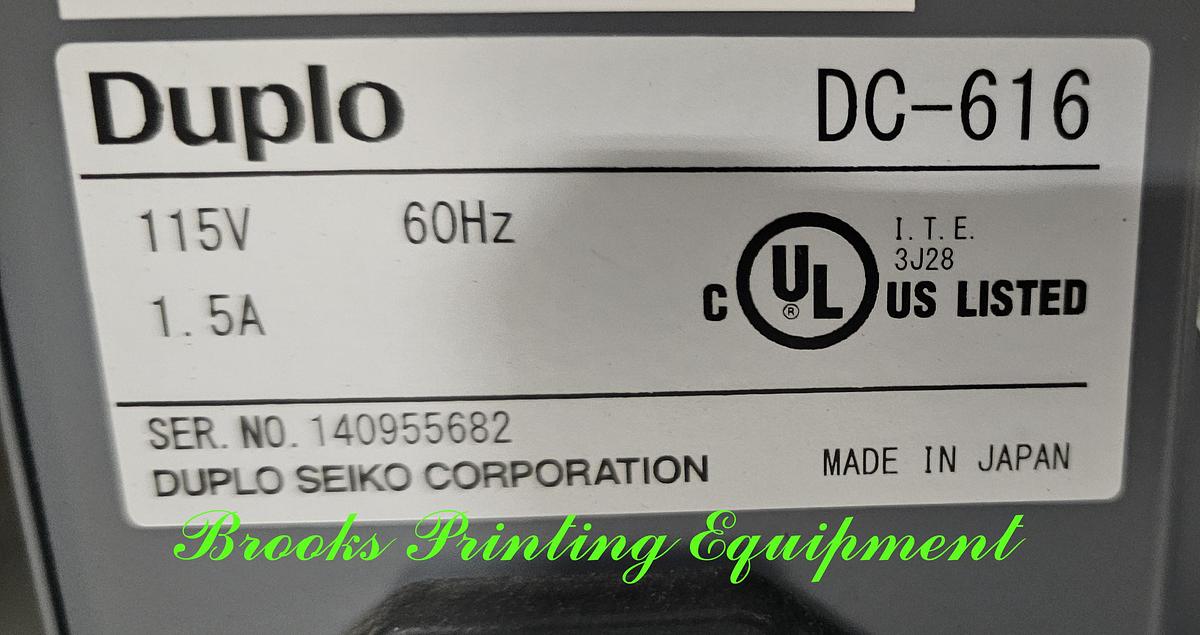 Duplo DC-616
115V 60Hz
1.5A
I.T.E.
3J28
C UL ® US LISTED
SER. NO. 140955682
DUPLO SEIKO CORPORATION
MADE IN JAPAN
Brooks Printing Equipment